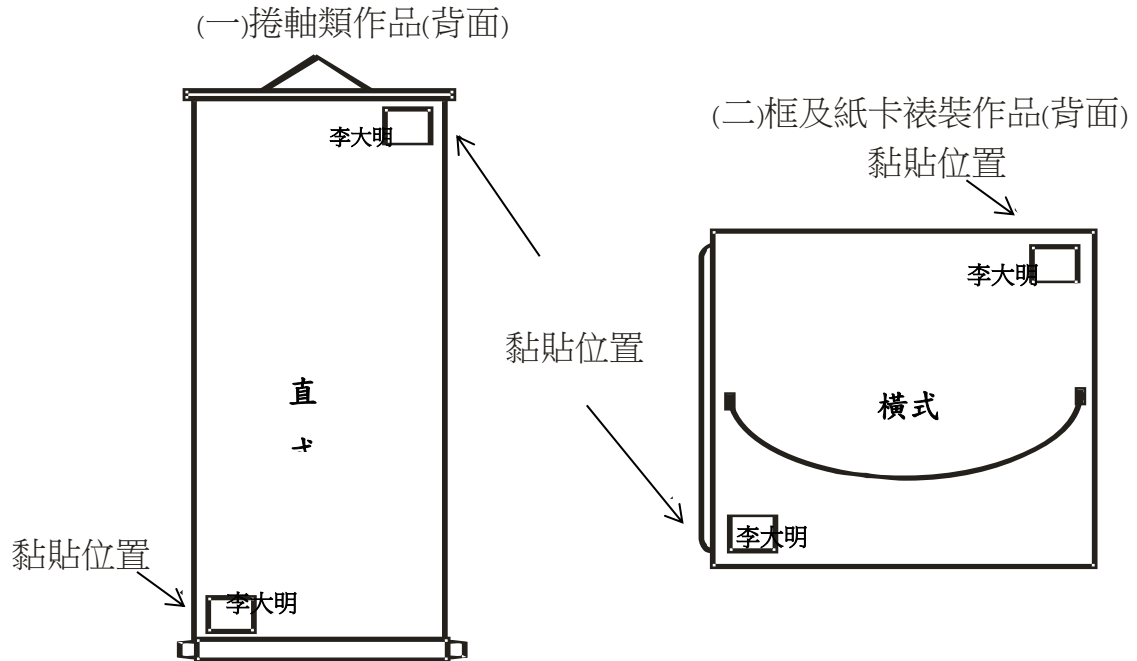 (一)捲軸類作品(背面)
李大明
直
黏貼位置
李大明
黏貼位置
(二)框及紙卡裱裝作品(背面)
黏貼位置
李大明
橫式
李大明